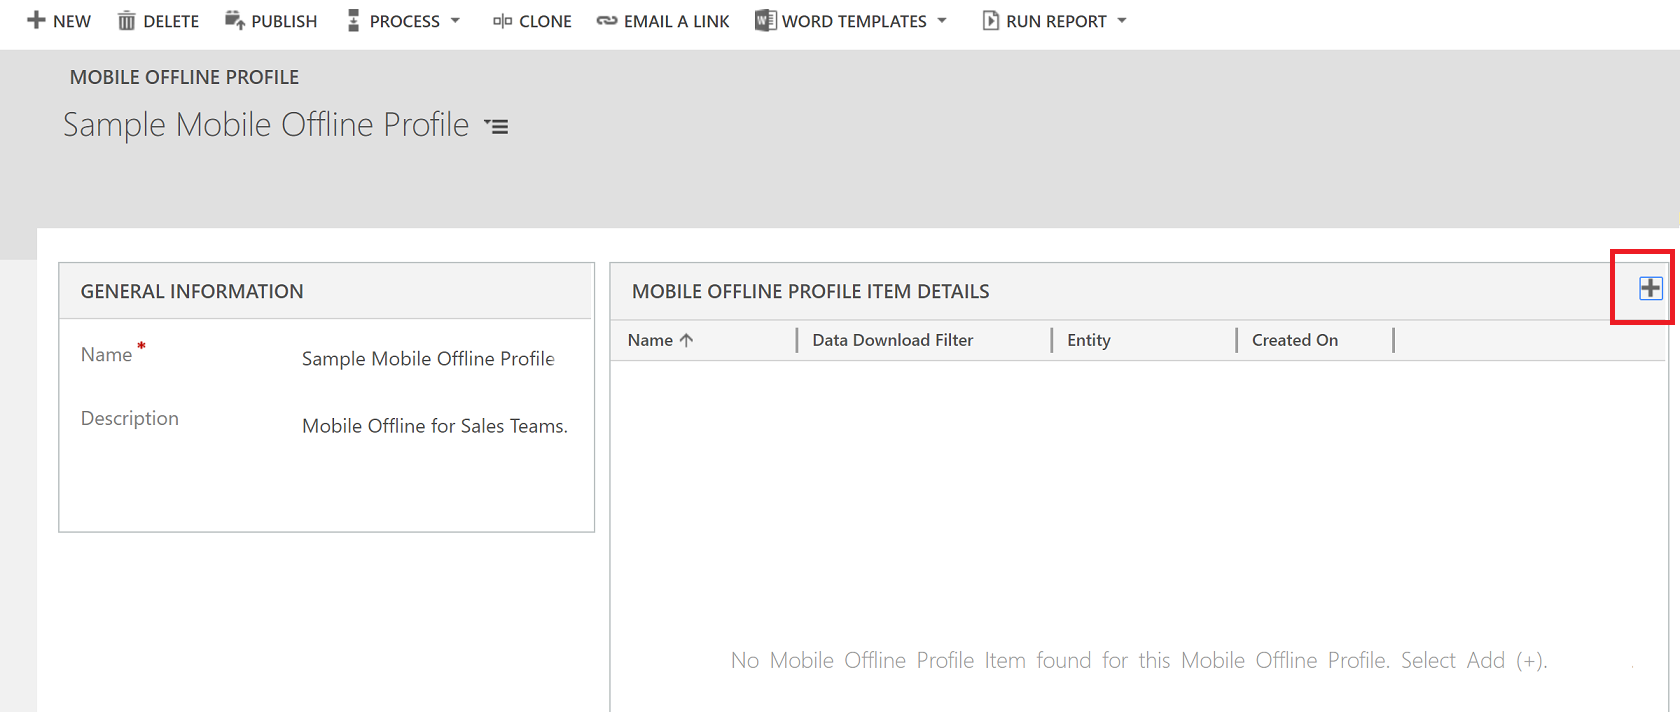 NEW DELETE PUBLISH PROCESS CLONE EMAIL A LINK WORD TEMPLATES RUN REPORT
MOBILE OFFLINE PROFILE
Sample Mobile Offline Profile
GENERAL INFORMATION
Name *
Sample Mobile Offline Profile
Description
Mobile Offline for Sales Teams.
MOBILE OFFLINE PROFILE ITEM DETAILS
Name Data Download Filter Entity Created On
No Mobile Offline Profile Item found for this Mobile Offline Profile. Select Add (+).